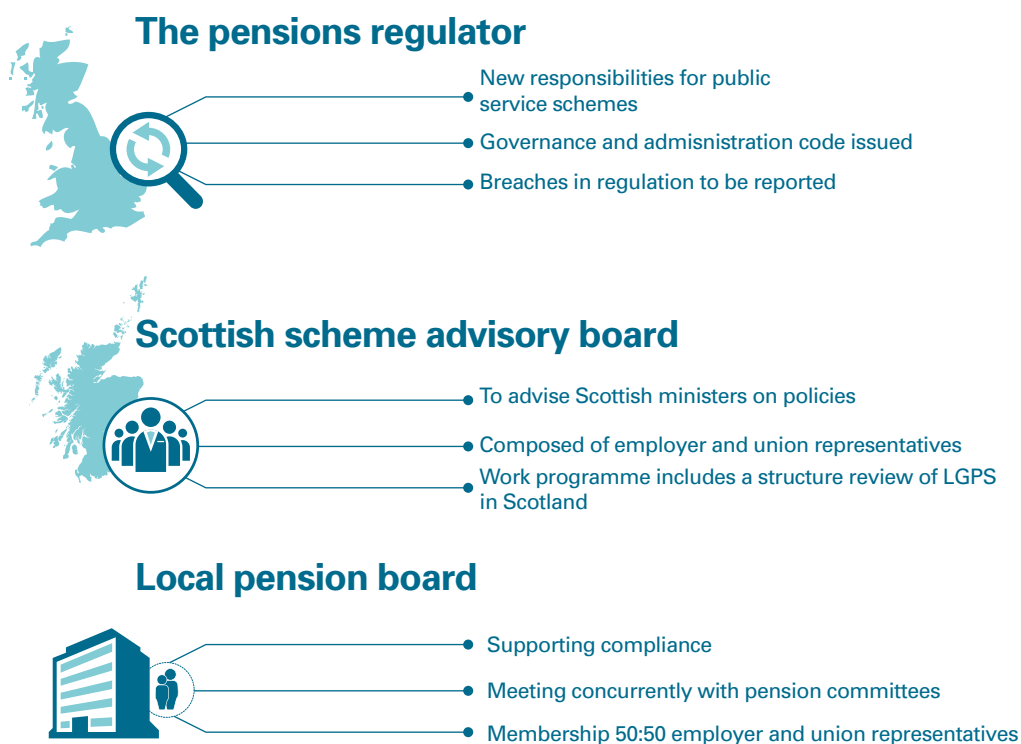 The pensions regulator
New responsibilities for public
service schemes
Governance and admisnistration code issued
Breaches in regulation to be reported
Scottish scheme advisory board
To advise Scottish ministers on policies
Composed of employer and union representatives
Work programme includes a structure review of LGPS
in Scotland
Local pension board
Supporting compliance
Meeting concurrently with pension committees
Membership 50:50 employer and union representatives